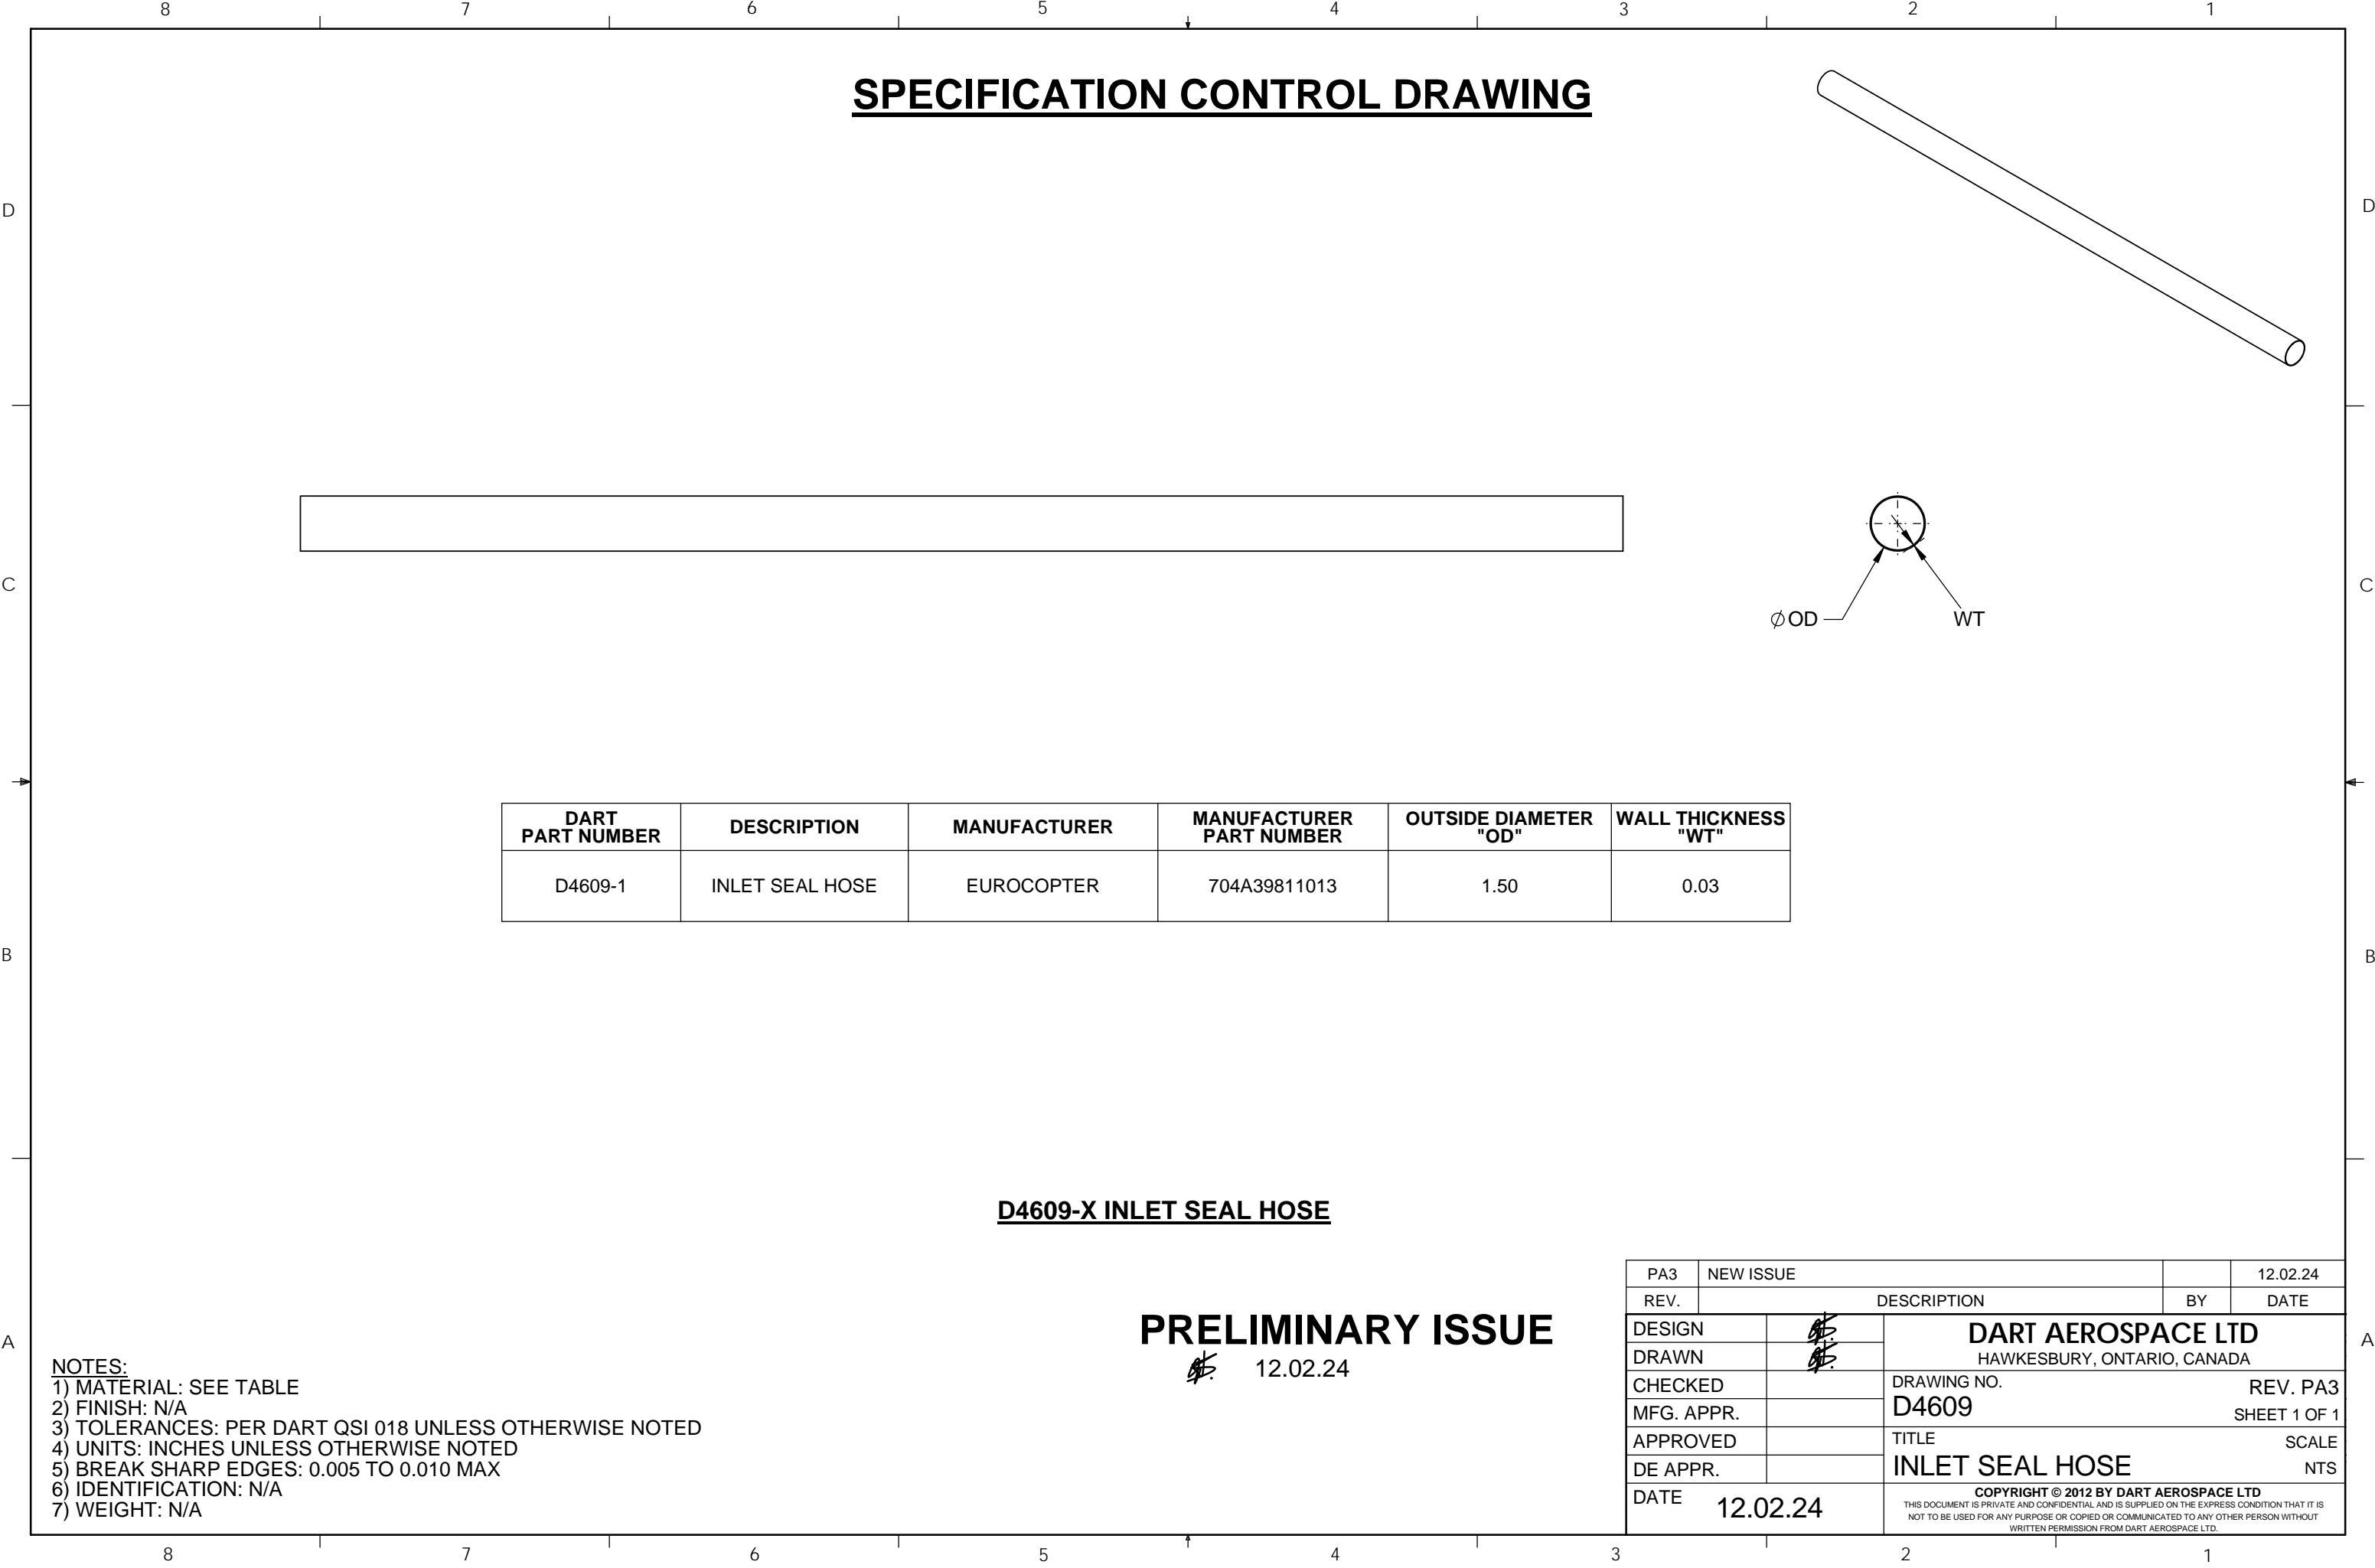 8 7 6 5 4 3 2 1
SPECIFICATION CONTROL DRAWING
D D
C C
⌀OD WT
DART PART NUMBER DESCRIPTION MANUFACTURER MANUFACTURER PART NUMBER OUTSIDE DIAMETER "OD" WALL THICKNESS "WT"
D4609-1 INLET SEAL HOSE EUROCOPTER 704A39811013 1.50 0.03
B B
D4609-X INLET SEAL HOSE
PRELIMINARY ISSUE
12.02.24
A A
NOTES:
1) MATERIAL: SEE TABLE
2) FINISH: N/A
3) TOLERANCES: PER DART QSI 018 UNLESS OTHERWISE NOTED
4) UNITS: INCHES UNLESS OTHERWISE NOTED
5) BREAK SHARP EDGES: 0.005 TO 0.010 MAX
6) IDENTIFICATION: N/A
7) WEIGHT: N/A
PA3 NEW ISSUE 12.02.24
REV. DESCRIPTION BY DATE
DESIGN
DRAWN
CHECKED
MFG. APPR.
APPROVED
DE APPR.
DATE 12.02.24
DART AEROSPACE LTD
HAWKESBURY, ONTARIO, CANADA
DRAWING NO. REV. PA3
D4609 SHEET 1 OF 1
TITLE SCALE
INLET SEAL HOSE NTS
COPYRIGHT © 2012 BY DART AEROSPACE LTD
THIS DOCUMENT IS PRIVATE AND CONFIDENTIAL AND IS SUPPLIED ON THE EXPRESS CONDITION THAT IT IS
NOT TO BE USED FOR ANY PURPOSE OR COPIED OR COMMUNICATED TO ANY OTHER PERSON WITHOUT
WRITTEN PERMISSION FROM DART AEROSPACE LTD.
8 7 6 5 4 3 2 1